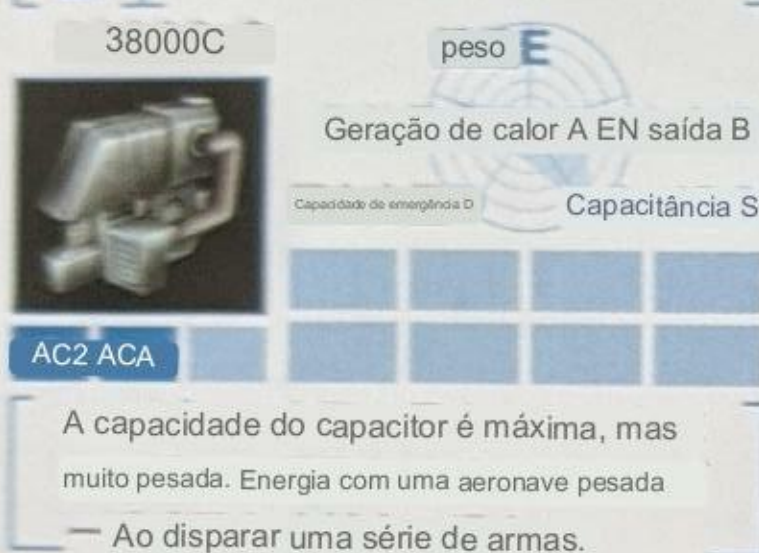 38000C
peso E
Geração de calor A EN saída B
Capacidade de emergência D
Capacitância S
AC2 ACA
A capacidade do capacitor é máxima, mas
muito pesada. Energia com uma aeronave pesada
— Ao disparar uma série de armas.